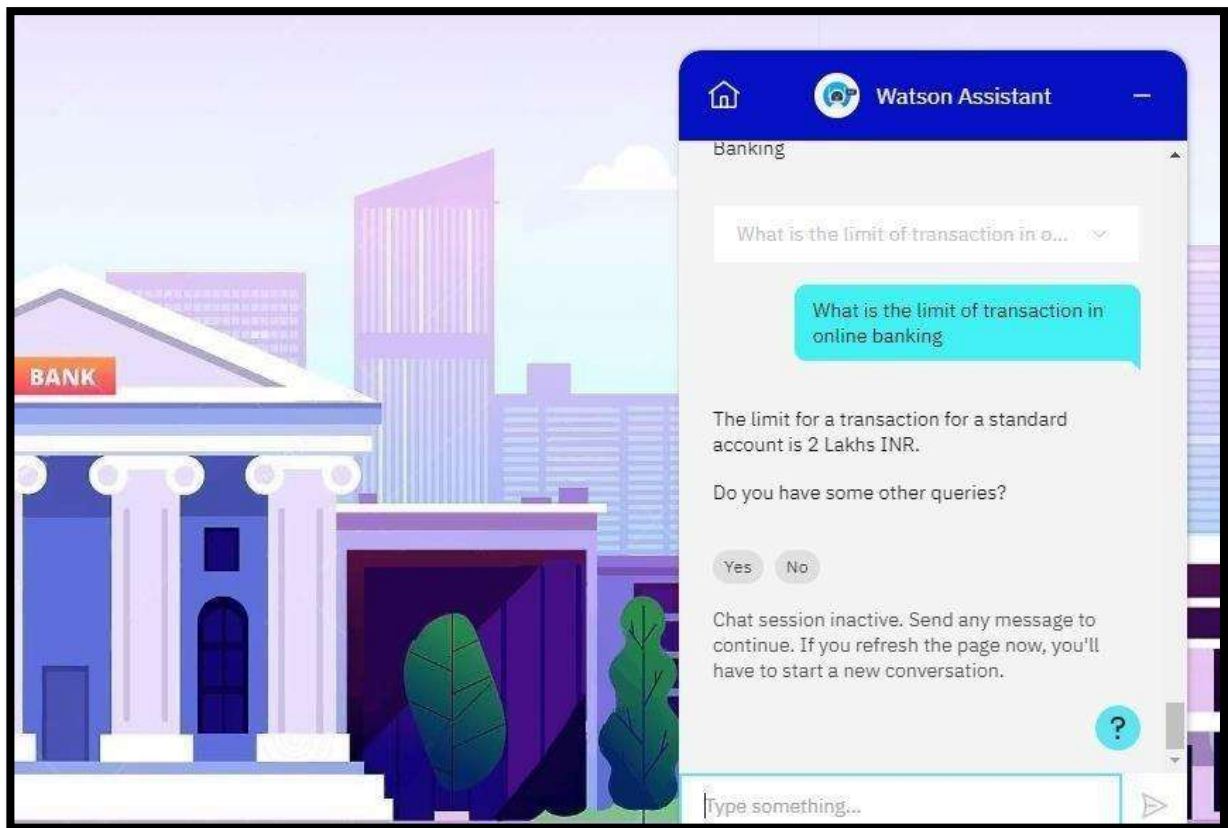 Watson Assistant
Banking
What is the limit of transaction in o...
What is the limit of transaction in
online banking
BANK
The limit for a transaction for a standard
account is 2 Lakhs INR.
Do you have some other queries?
Yes No
Chat session inactive. Send any message to
continue. If you refresh the page now, you'll
have to start a new conversation.
?
Type something...